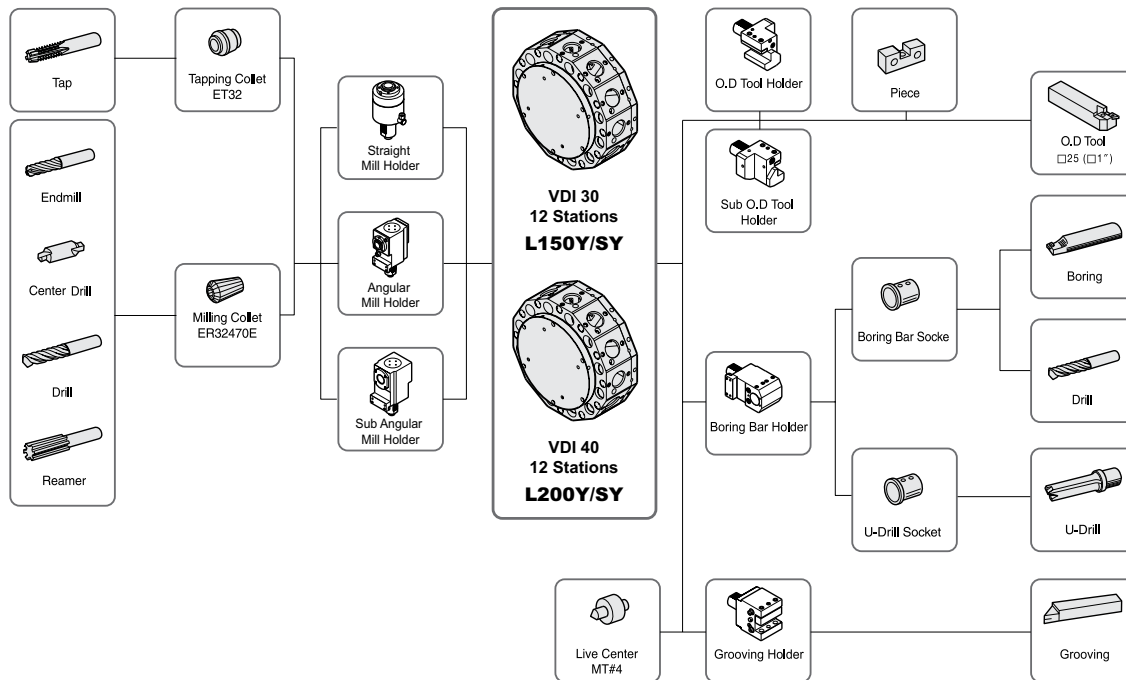 Tap
Tapping Collet
ET32
Endmill
Center Drill
Drill
Reamer
Milling Collet
ER32470E
Straight
Mill Holder
Angular
Mill Holder
Sub Angular
Mill Holder
VDI 30
12 Stations
L150Y/SY
VDI 40
12 Stations
L200Y/SY
O.D Tool Holder
Sub O.D Tool
Holder
Piece
O.D Tool
□25 (□1″)
Boring Bar Holder
Boring Bar Socke
Boring
Drill
U-Drill Socket
U-Drill
Live Center
MT#4
Grooving Holder
Grooving